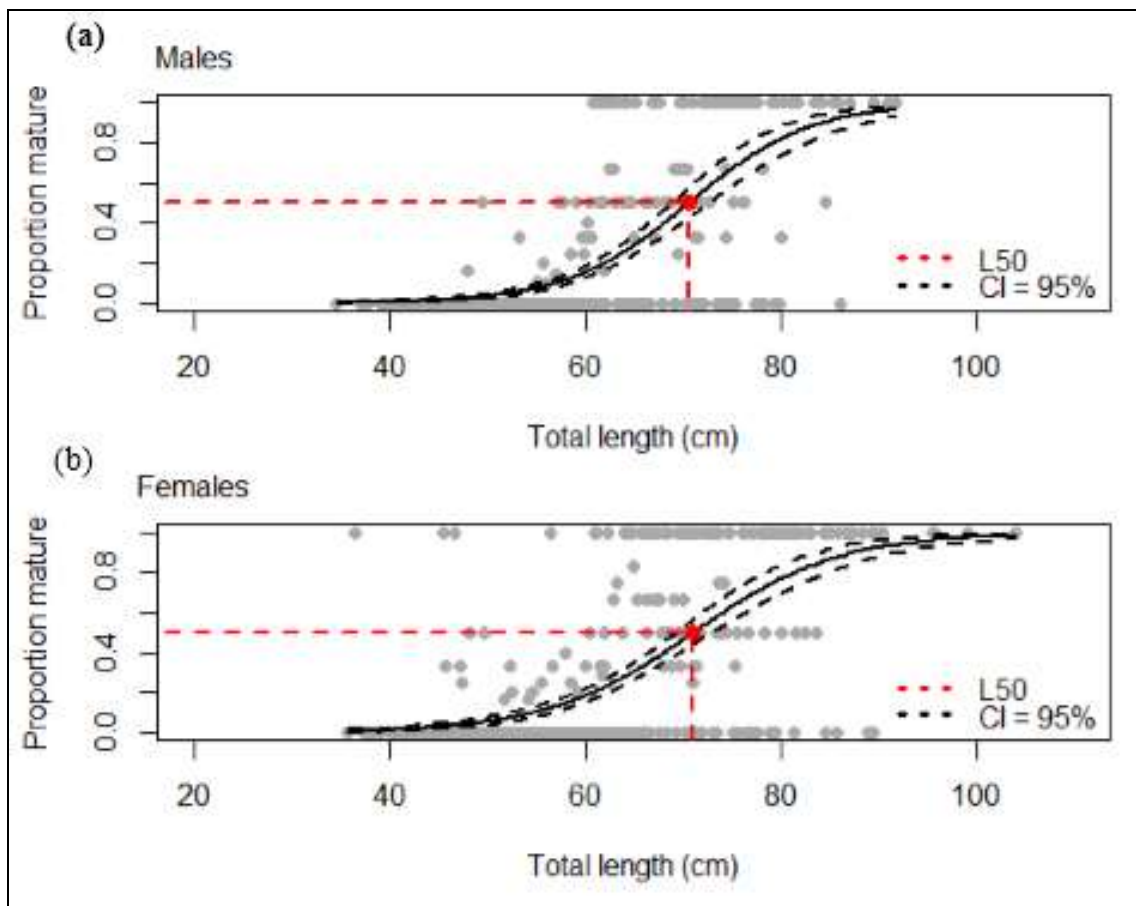 (a)
Males
Proportion mature
0.0 0.4 0.8
L50
CI = 95%
20 40 60 80 100
Total length (cm)
(b)
Females
Proportion mature
0.0 0.4 0.8
L50
CI = 95%
20 40 60 80 100
Total length (cm)